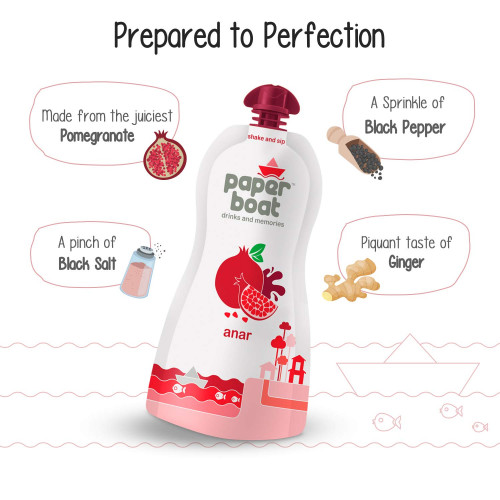 Prepared to Perfection
Made from the juiciest
Pomegranate
A Sprinkle of
Black Pepper
shake and sip
paper
boat
drinks and memories
A pinch of
Black Salt
Piquant taste of
Ginger
anar